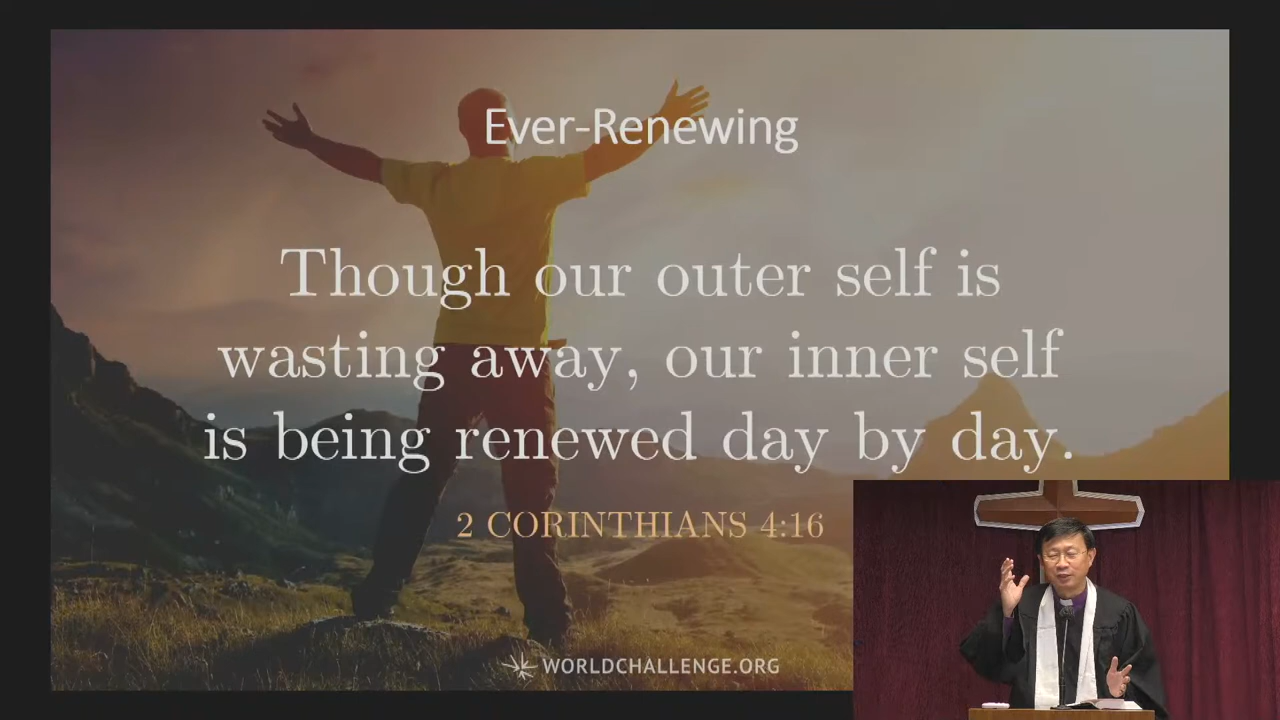 Ever-Renewing
Though our outer self is
wasting away, our inner self
is being renewed day by day.
2 CORINTHIANS 4:16
WORLDCHALLENGE.ORG